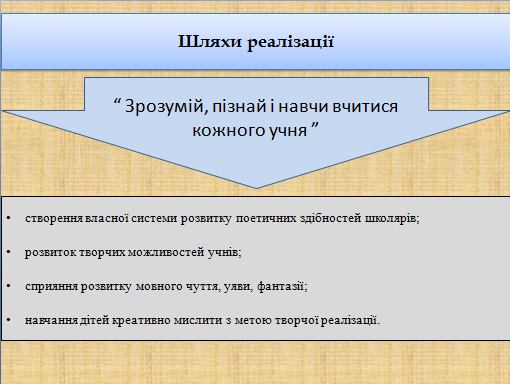 Шляхи реалізації
“ Зрозумій, пізнай і навчи вчитися
кожного учня ”
• створення власної системи розвитку поетичних здібностей школярів;
• розвиток творчих можливостей учнів;
• сприяння розвитку мовного чуття, уяви, фантазії;
• навчання дітей креативно мислити з метою творчої реалізації.